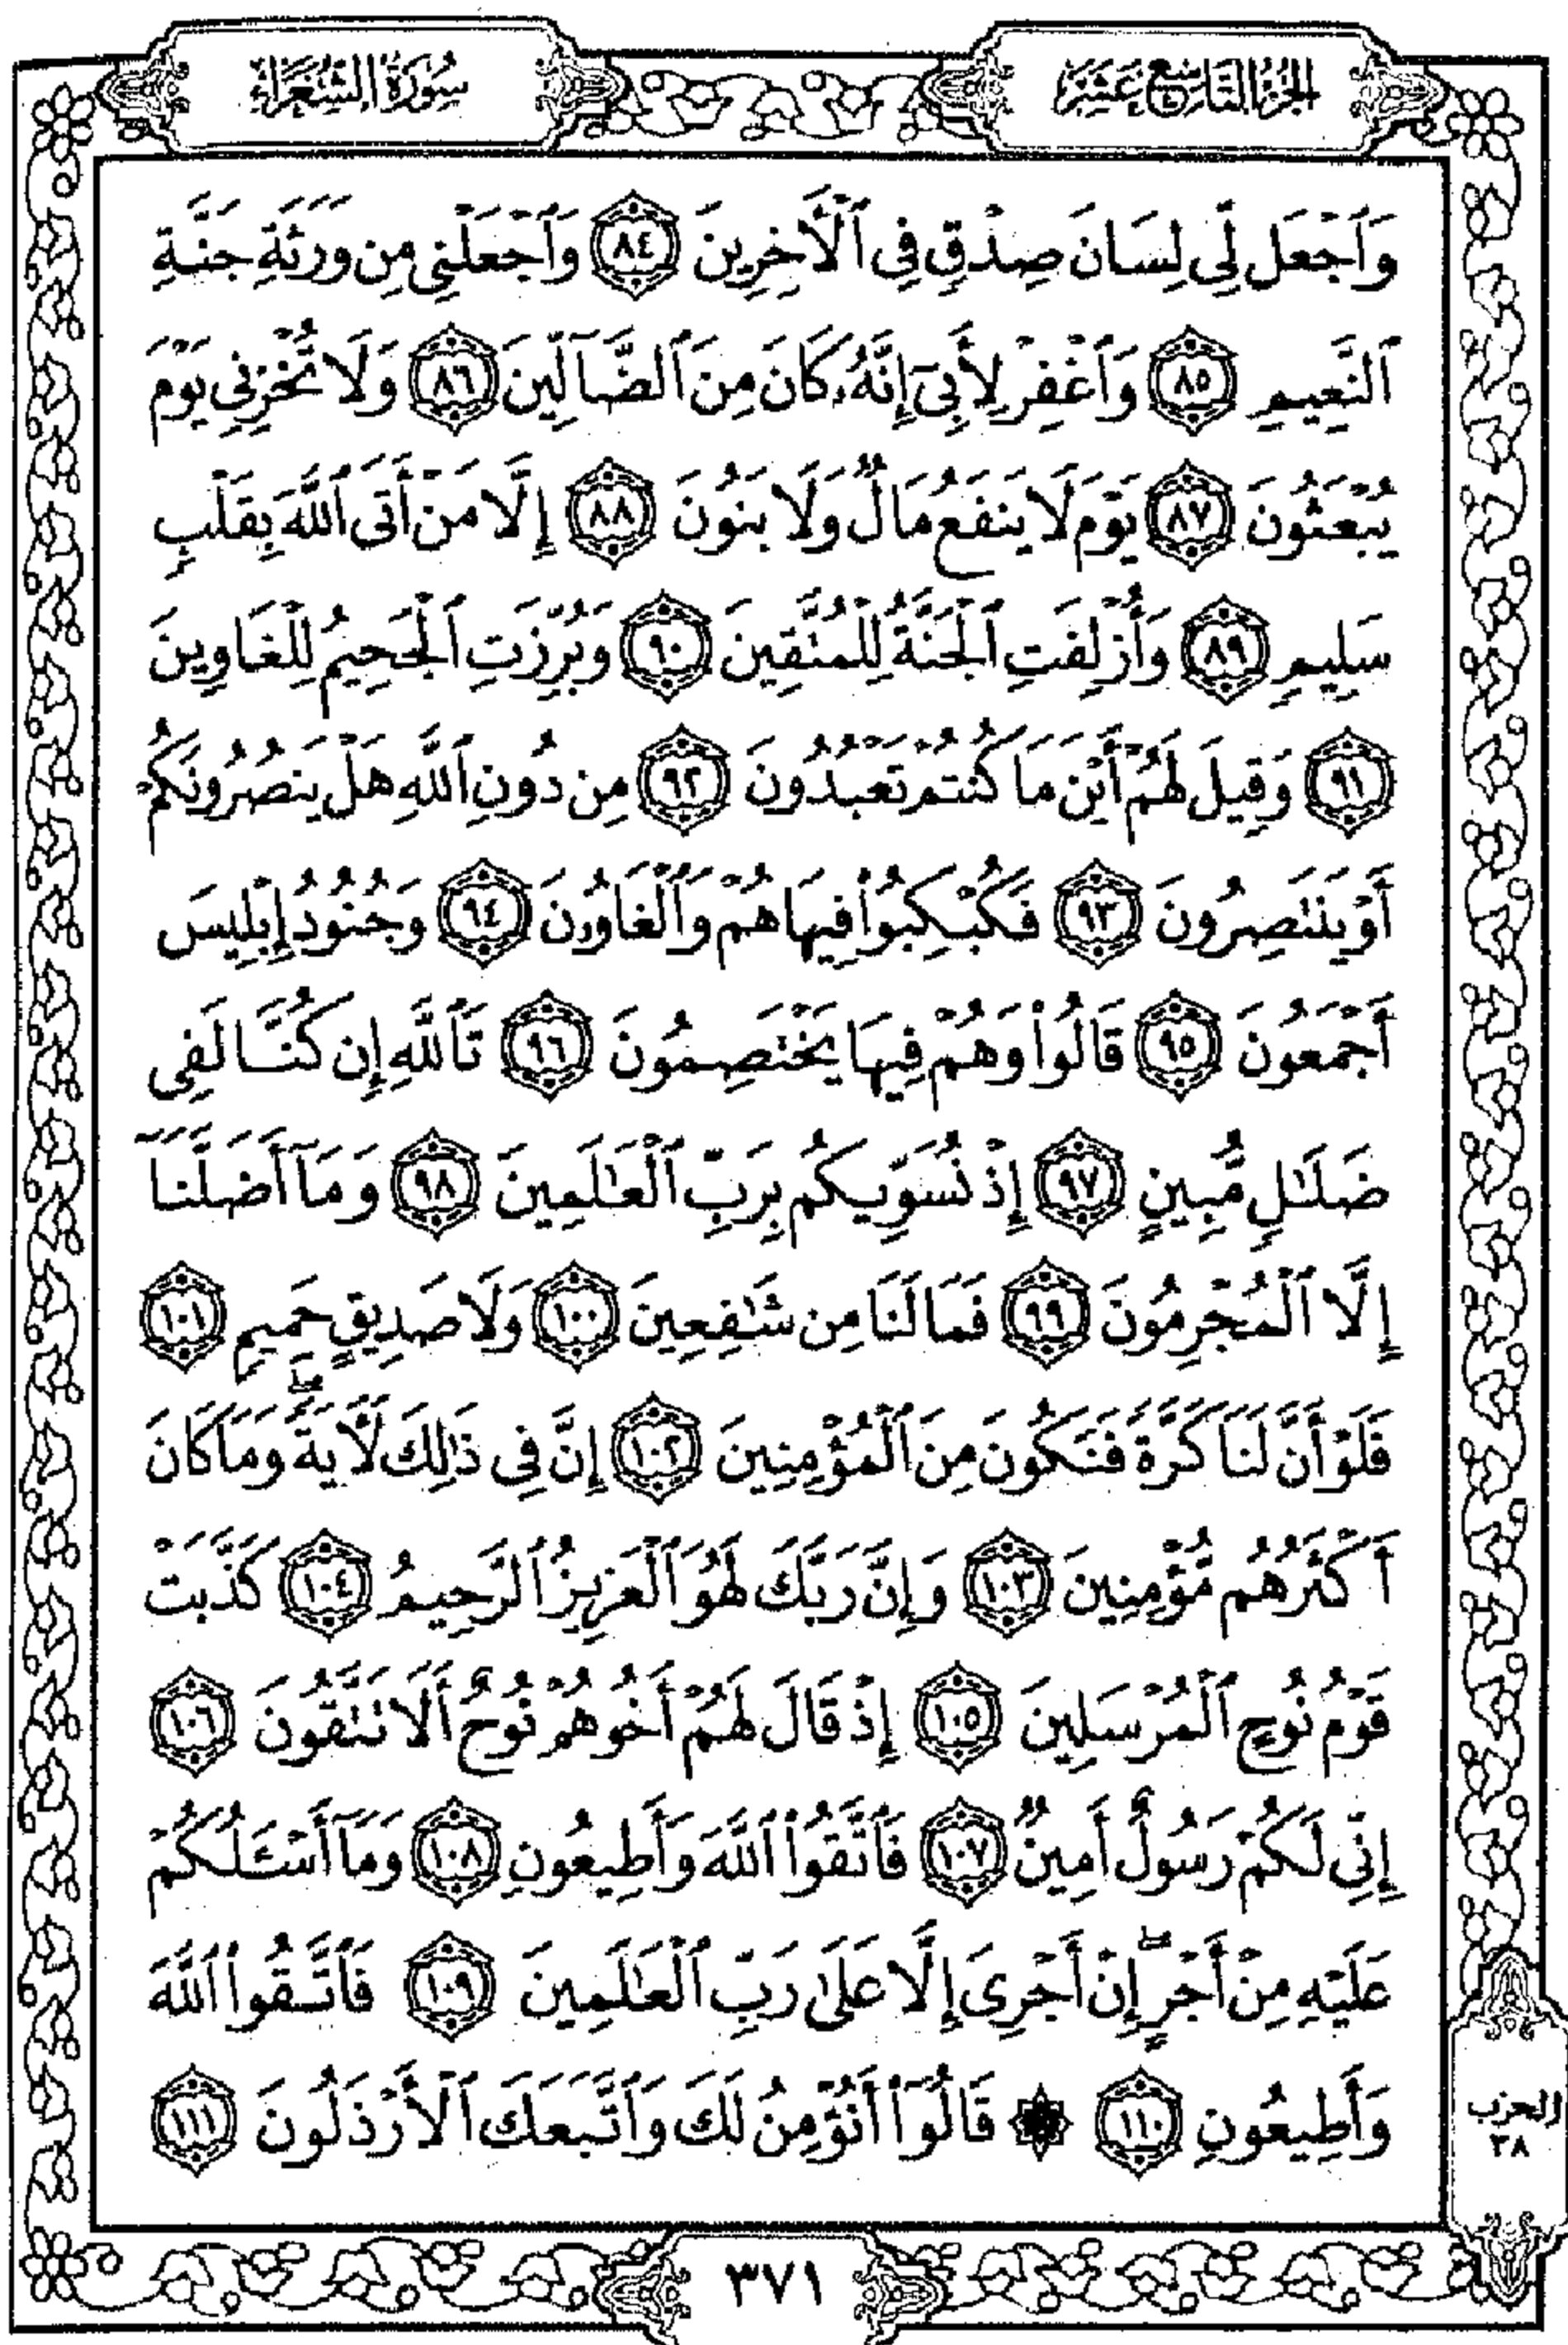 الجزء التاسع عشر
سورة الشعراء
وَٱجْعَل لِّى لِسَانَ صِدْقٍ فِى ٱلْأَخِرِينَ ٨٤ وَٱجْعَلْنِى مِن وَرَثَةِ جَنَّةِ
ٱلنَّعِيمِ ٨٥ وَٱغْفِرْ لِأَبِىٓ إِنَّهُۥ كَانَ مِنَ ٱلضَّآلِّينَ ٨٦ وَلَا تُخْزِنِى يَوْمَ
يُبْعَثُونَ ٨٧ يَوْمَ لَا يَنفَعُ مَالٌ وَلَا بَنُونَ ٨٨ إِلَّا مَنْ أَتَى ٱللَّهَ بِقَلْبٍ
سَلِيمٍ ٨٩ وَأُزْلِفَتِ ٱلْجَنَّةُ لِلْمُتَّقِينَ ٩٠ وَبُرِّزَتِ ٱلْجَحِيمُ لِلْغَاوِينَ
٩١ وَقِيلَ لَهُمْ أَيْنَ مَا كُنتُمْ تَعْبُدُونَ ٩٢ مِن دُونِ ٱللَّهِ هَلْ يَنصُرُونَكُمْ
أَوْ يَنتَصِرُونَ ٩٣ فَكُبْكِبُوا۟ فِيهَا هُمْ وَٱلْغَاوُۥنَ ٩٤ وَجُنُودُ إِبْلِيسَ
أَجْمَعُونَ ٩٥ قَالُوا۟ وَهُمْ فِيهَا يَخْتَصِمُونَ ٩٦ تَٱللَّهِ إِن كُنَّا لَفِى
ضَلَٰلٍ مُّبِينٍ ٩٧ إِذْ نُسَوِّيكُم بِرَبِّ ٱلْعَٰلَمِينَ ٩٨ وَمَآ أَضَلَّنَآ
إِلَّا ٱلْمُجْرِمُونَ ٩٩ فَمَا لَنَا مِن شَٰفِعِينَ ١٠٠ وَلَا صَدِيقٍ حَمِيمٍ ١٠١
فَلَوْ أَنَّ لَنَا كَرَّةً فَنَكُونَ مِنَ ٱلْمُؤْمِنِينَ ١٠٢ إِنَّ فِى ذَٰلِكَ لَأَيَةً ۖ وَمَا كَانَ
أَكْثَرُهُم مُّؤْمِنِينَ ١٠٣ وَإِنَّ رَبَّكَ لَهُوَ ٱلْعَزِيزُ ٱلرَّحِيمُ ١٠٤ كَذَّبَتْ
قَوْمُ نُوحٍ ٱلْمُرْسَلِينَ ١٠٥ إِذْ قَالَ لَهُمْ أَخُوهُمْ نُوحٌ أَلَا تَتَّقُونَ ١٠٦
إِنِّى لَكُمْ رَسُولٌ أَمِينٌ ١٠٧ فَٱتَّقُوا۟ ٱللَّهَ وَأَطِيعُونِ ١٠٨ وَمَآ أَسْـَٔلُكُمْ
عَلَيْهِ مِنْ أَجْرٍ ۖ إِنْ أَجْرِىَ إِلَّا عَلَىٰ رَبِّ ٱلْعَٰلَمِينَ ١٠٩ فَٱتَّقُوا۟ ٱللَّهَ
وَأَطِيعُونِ ١١٠ ۞ قَالُوٓا۟ أَنُؤْمِنُ لَكَ وَٱتَّبَعَكَ ٱلْأَرْذَلُونَ ١١١
الحزب
٣٨
٣٧١